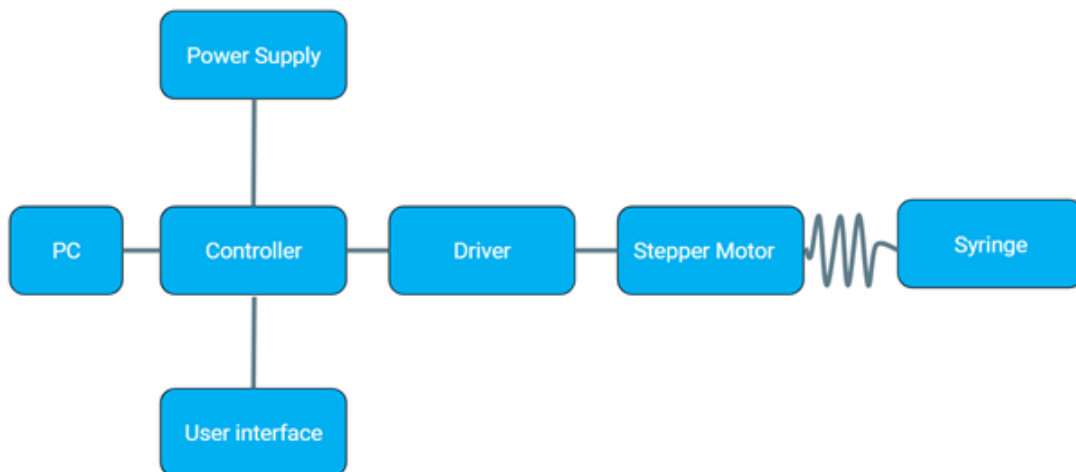 Power Supply
PC
Controller
Driver
Stepper Motor
Syringe
User interface